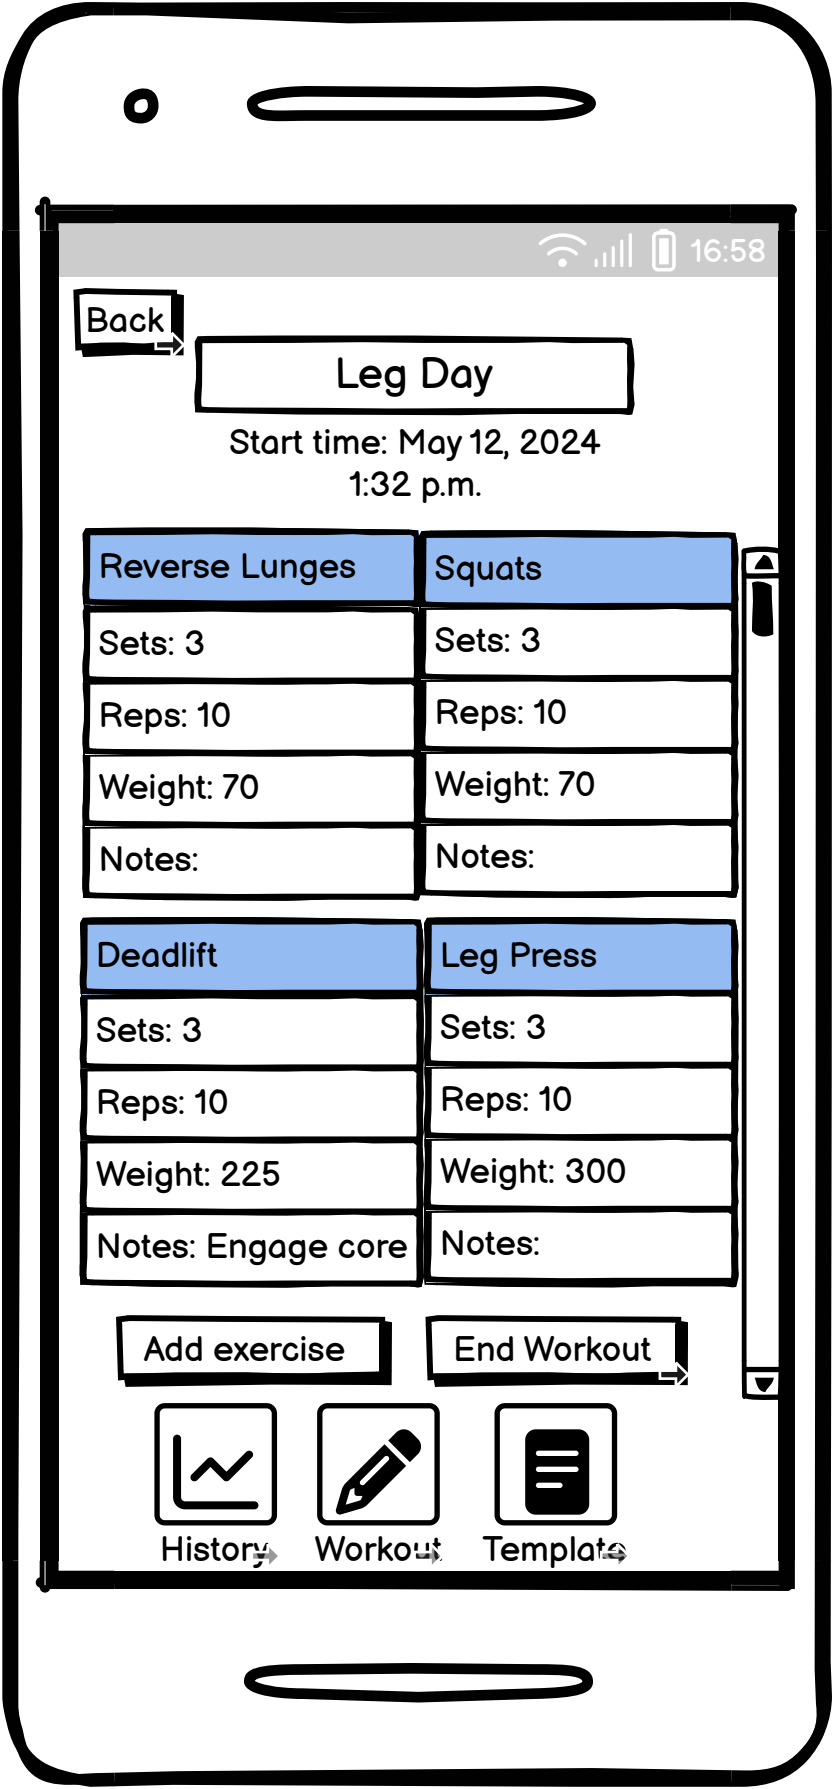 16:58
Back
Leg Day
Start time: May 12, 2024
1:32 p.m.
Reverse Lunges
Sets: 3
Reps: 10
Weight: 70
Notes:
Squats
Sets: 3
Reps: 10
Weight: 70
Notes:
Deadlift
Sets: 3
Reps: 10
Weight: 225
Notes: Engage core
Leg Press
Sets: 3
Reps: 10
Weight: 300
Notes:
Add exercise
End Workout
History
Workout
Template